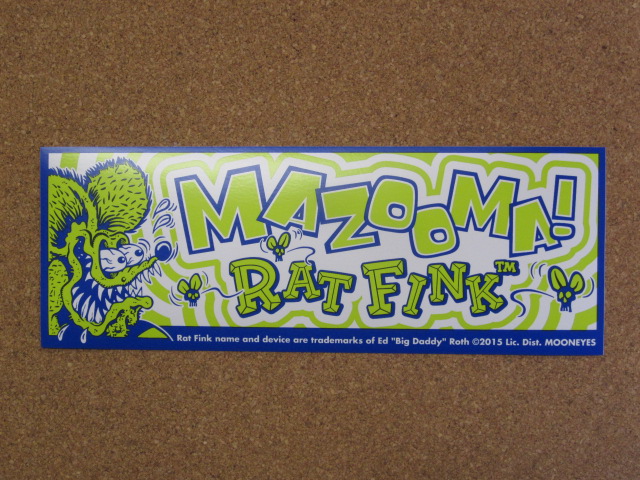 MAZOOMA!
RAT FINK™
Rat Fink name and device are trademarks of Ed "Big Daddy" Roth ©2015 Lic. Dist. MOONEYES